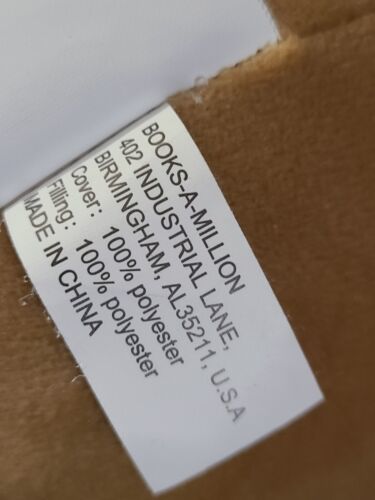 BOOKS-A-MILLION
402 INDUSTRIAL LANE,
BIRMINGHAM, AL35211, U.S.A
Cover: 100% polyester
Filling: 100% polyester
MADE IN CHINA